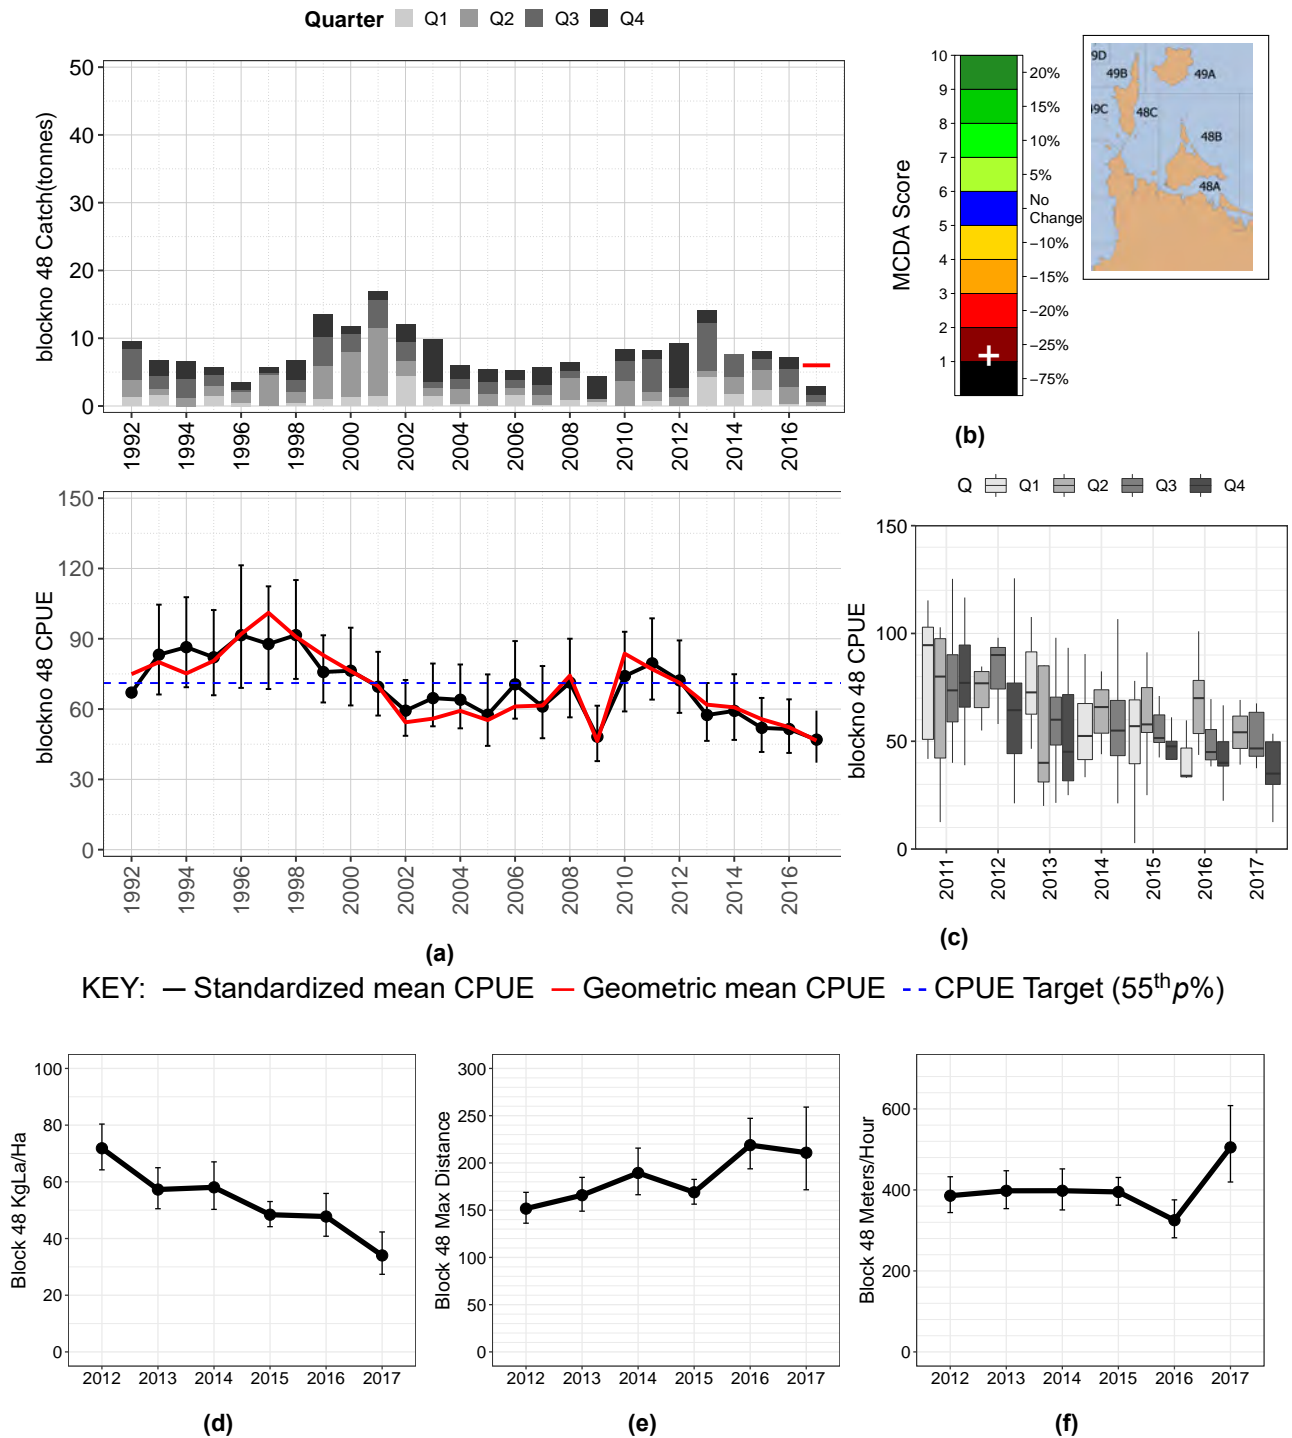 Quarter Q1 Q2 Q3 Q4
blockno 48 Catch(tonnes)
50
40
30
20
10
0
1992 1994 1996 1998 2000 2002 2004 2006 2008 2010 2012 2014 2016
blockno 48 CPUE
150
120
90
60
30
0
1992 1994 1996 1998 2000 2002 2004 2006 2008 2010 2012 2014 2016
(a)
MCDA Score
10
9
8
7
6
5
4
3
2
1
20%
15%
10%
5%
No
Change
−10%
−15%
−20%
−25%
−75%
(b)
9D
49B
49A
49C
48C
48B
48A
Q Q1 Q2 Q3 Q4
blockno 48 CPUE
150
100
50
0
2011 2012 2013 2014 2015 2016 2017
(c)
KEY: Standardized mean CPUE Geometric mean CPUE CPUE Target (55thp%)
Block 48 KgLa/Ha
100
80
60
40
20
0
2012 2013 2014 2015 2016 2017
(d)
Block 48 Max Distance
300
250
200
150
100
50
0
2012 2013 2014 2015 2016 2017
(e)
Block 48 Meters/Hour
600
400
200
0
2012 2013 2014 2015 2016 2017
(f)